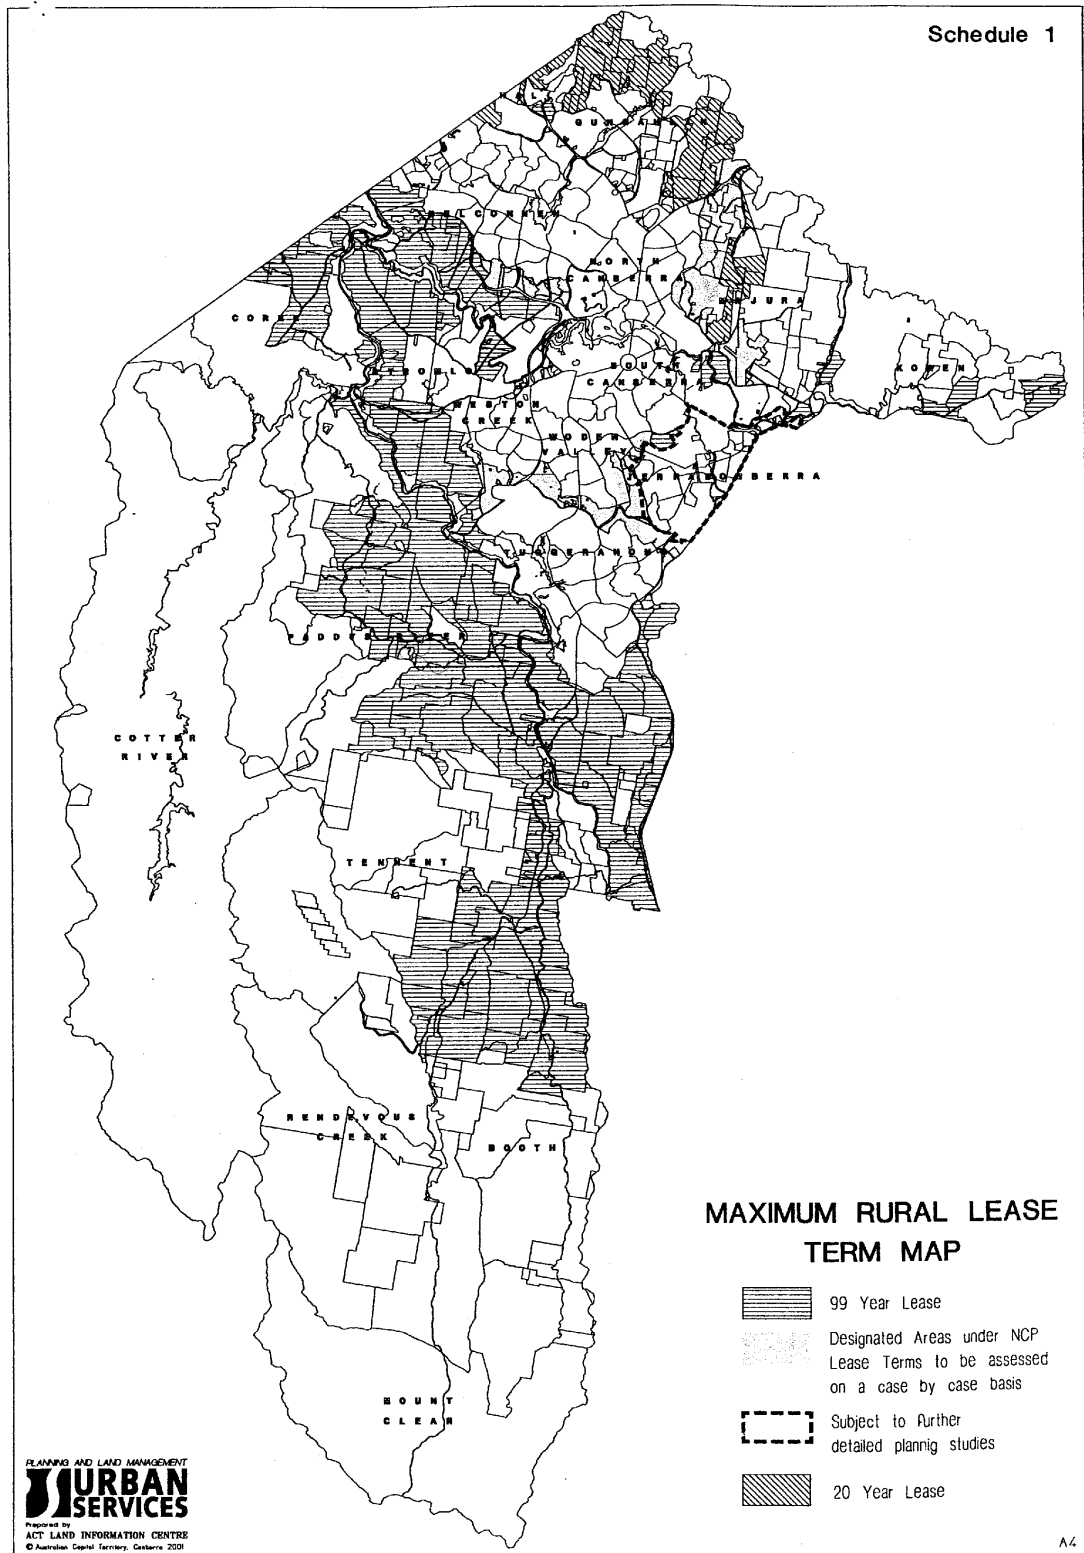 Schedule 1
HALL
GUNGAHLIN
BELCONNEN
NORTH
CANBERRA
MAJURA
COREE
KOWEN
STROMLO
SOUTH
CANBERRA
WESTON
CREEK
WODEN
VALLEY
JERRABOMBERRA
TUGGERANONG
PADDYS RIVER
COTTER
RIVER
TENNENT
RENDEVOUS
CREEK
BOOTH
MOUNT
CLEAR
MAXIMUM RURAL LEASE
TERM MAP
99 Year Lease
Designated Areas under NCP
Lease Terms to be assessed
on a case by case basis
Subject to further
detailed plannig studies
20 Year Lease
PLANNING AND LAND MANAGEMENT
URBAN
SERVICES
Prepared by
ACT LAND INFORMATION CENTRE
© Australian Capital Territory, Canberra 2001
A4